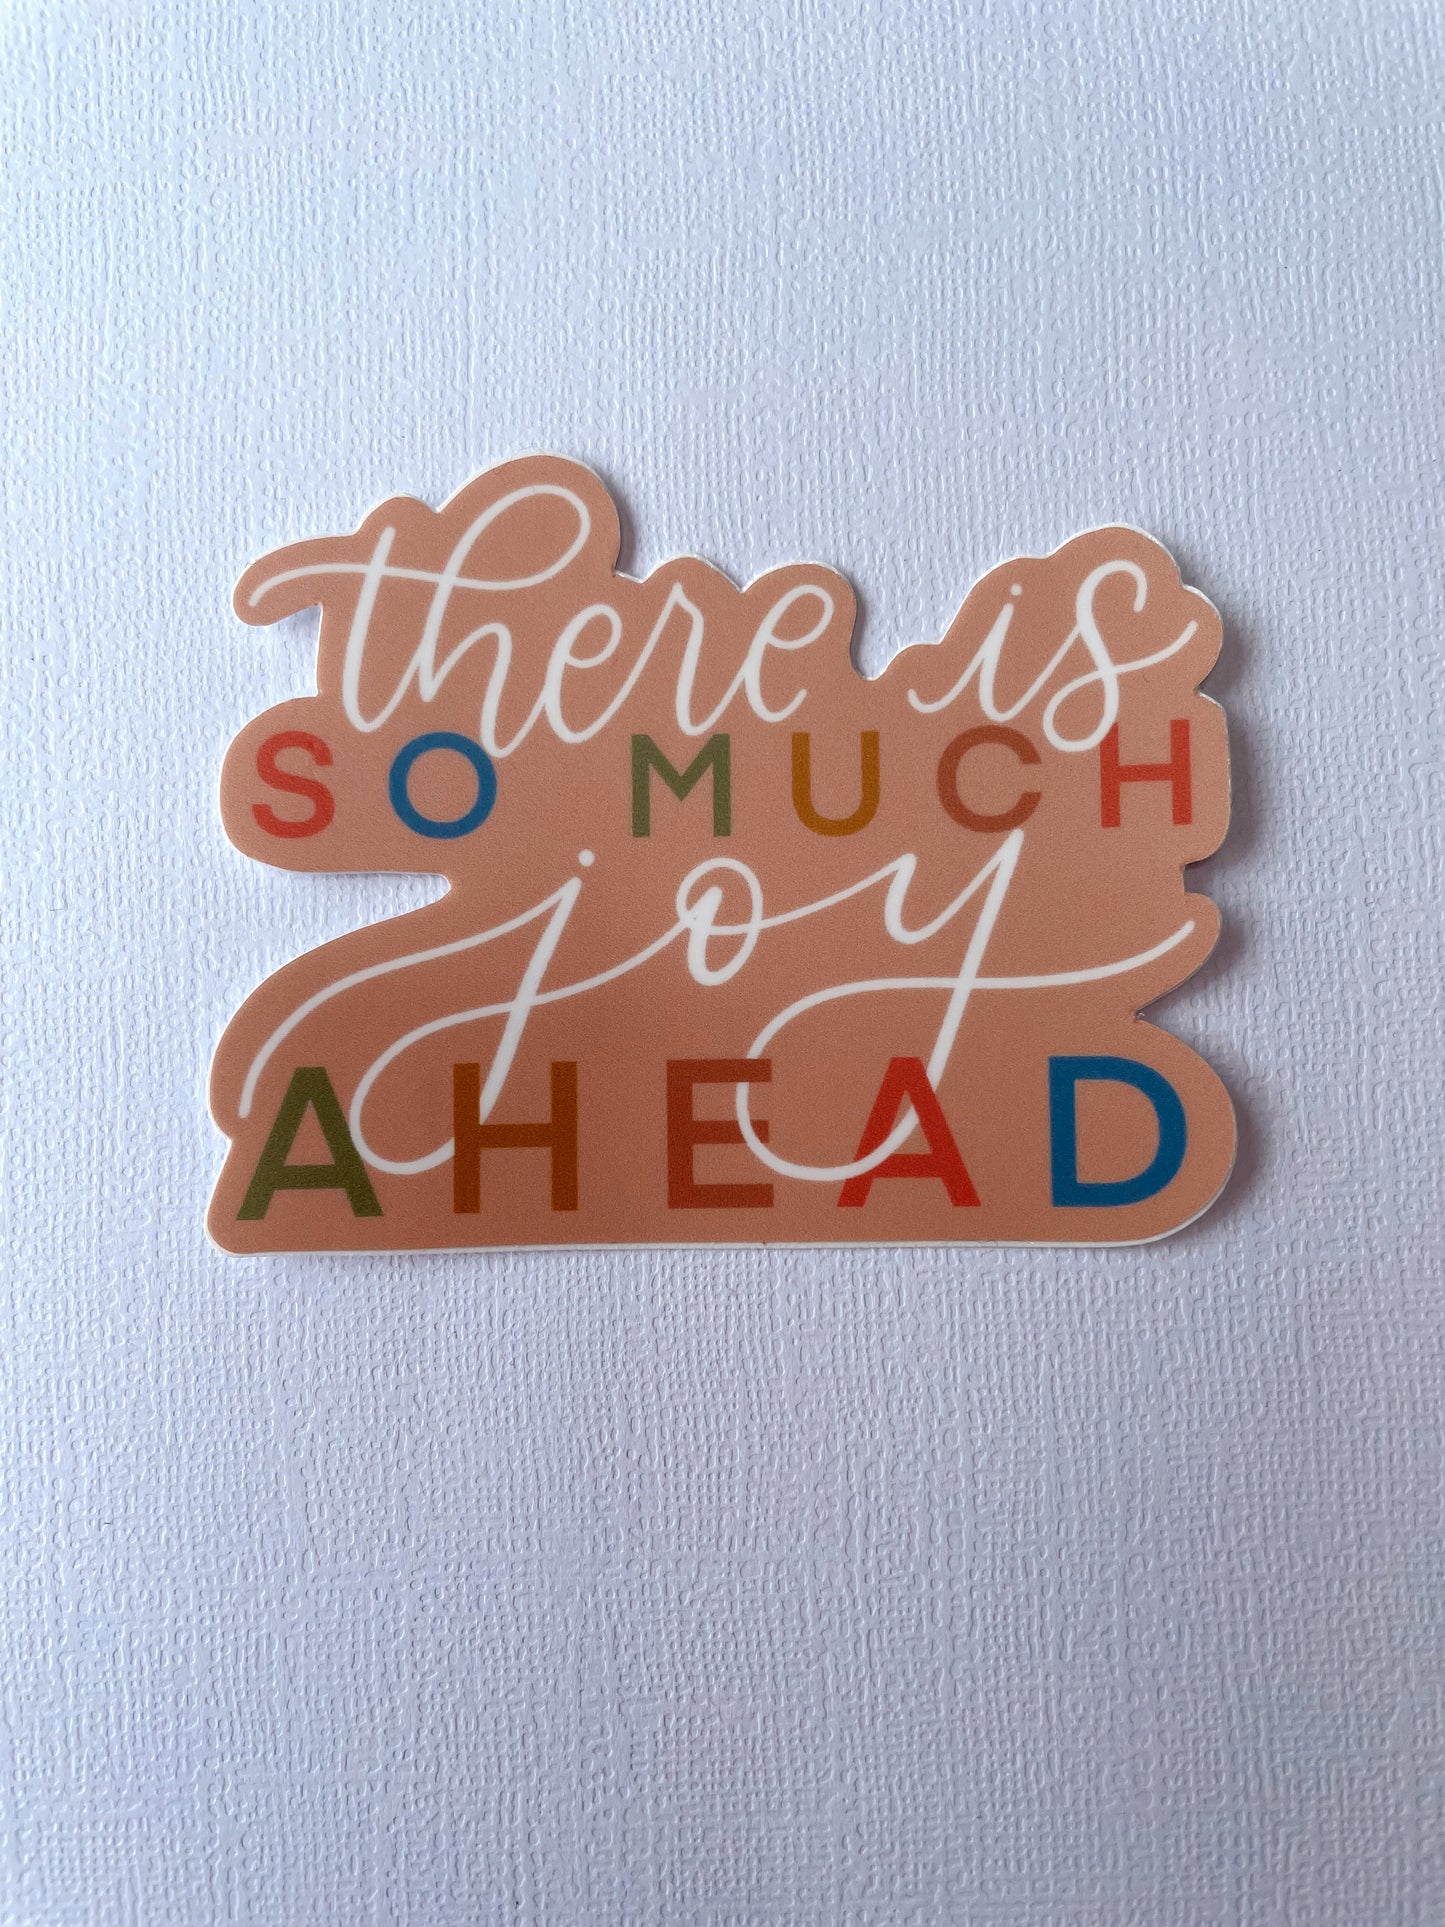 there is
SO MUCH
joy
AHEAD